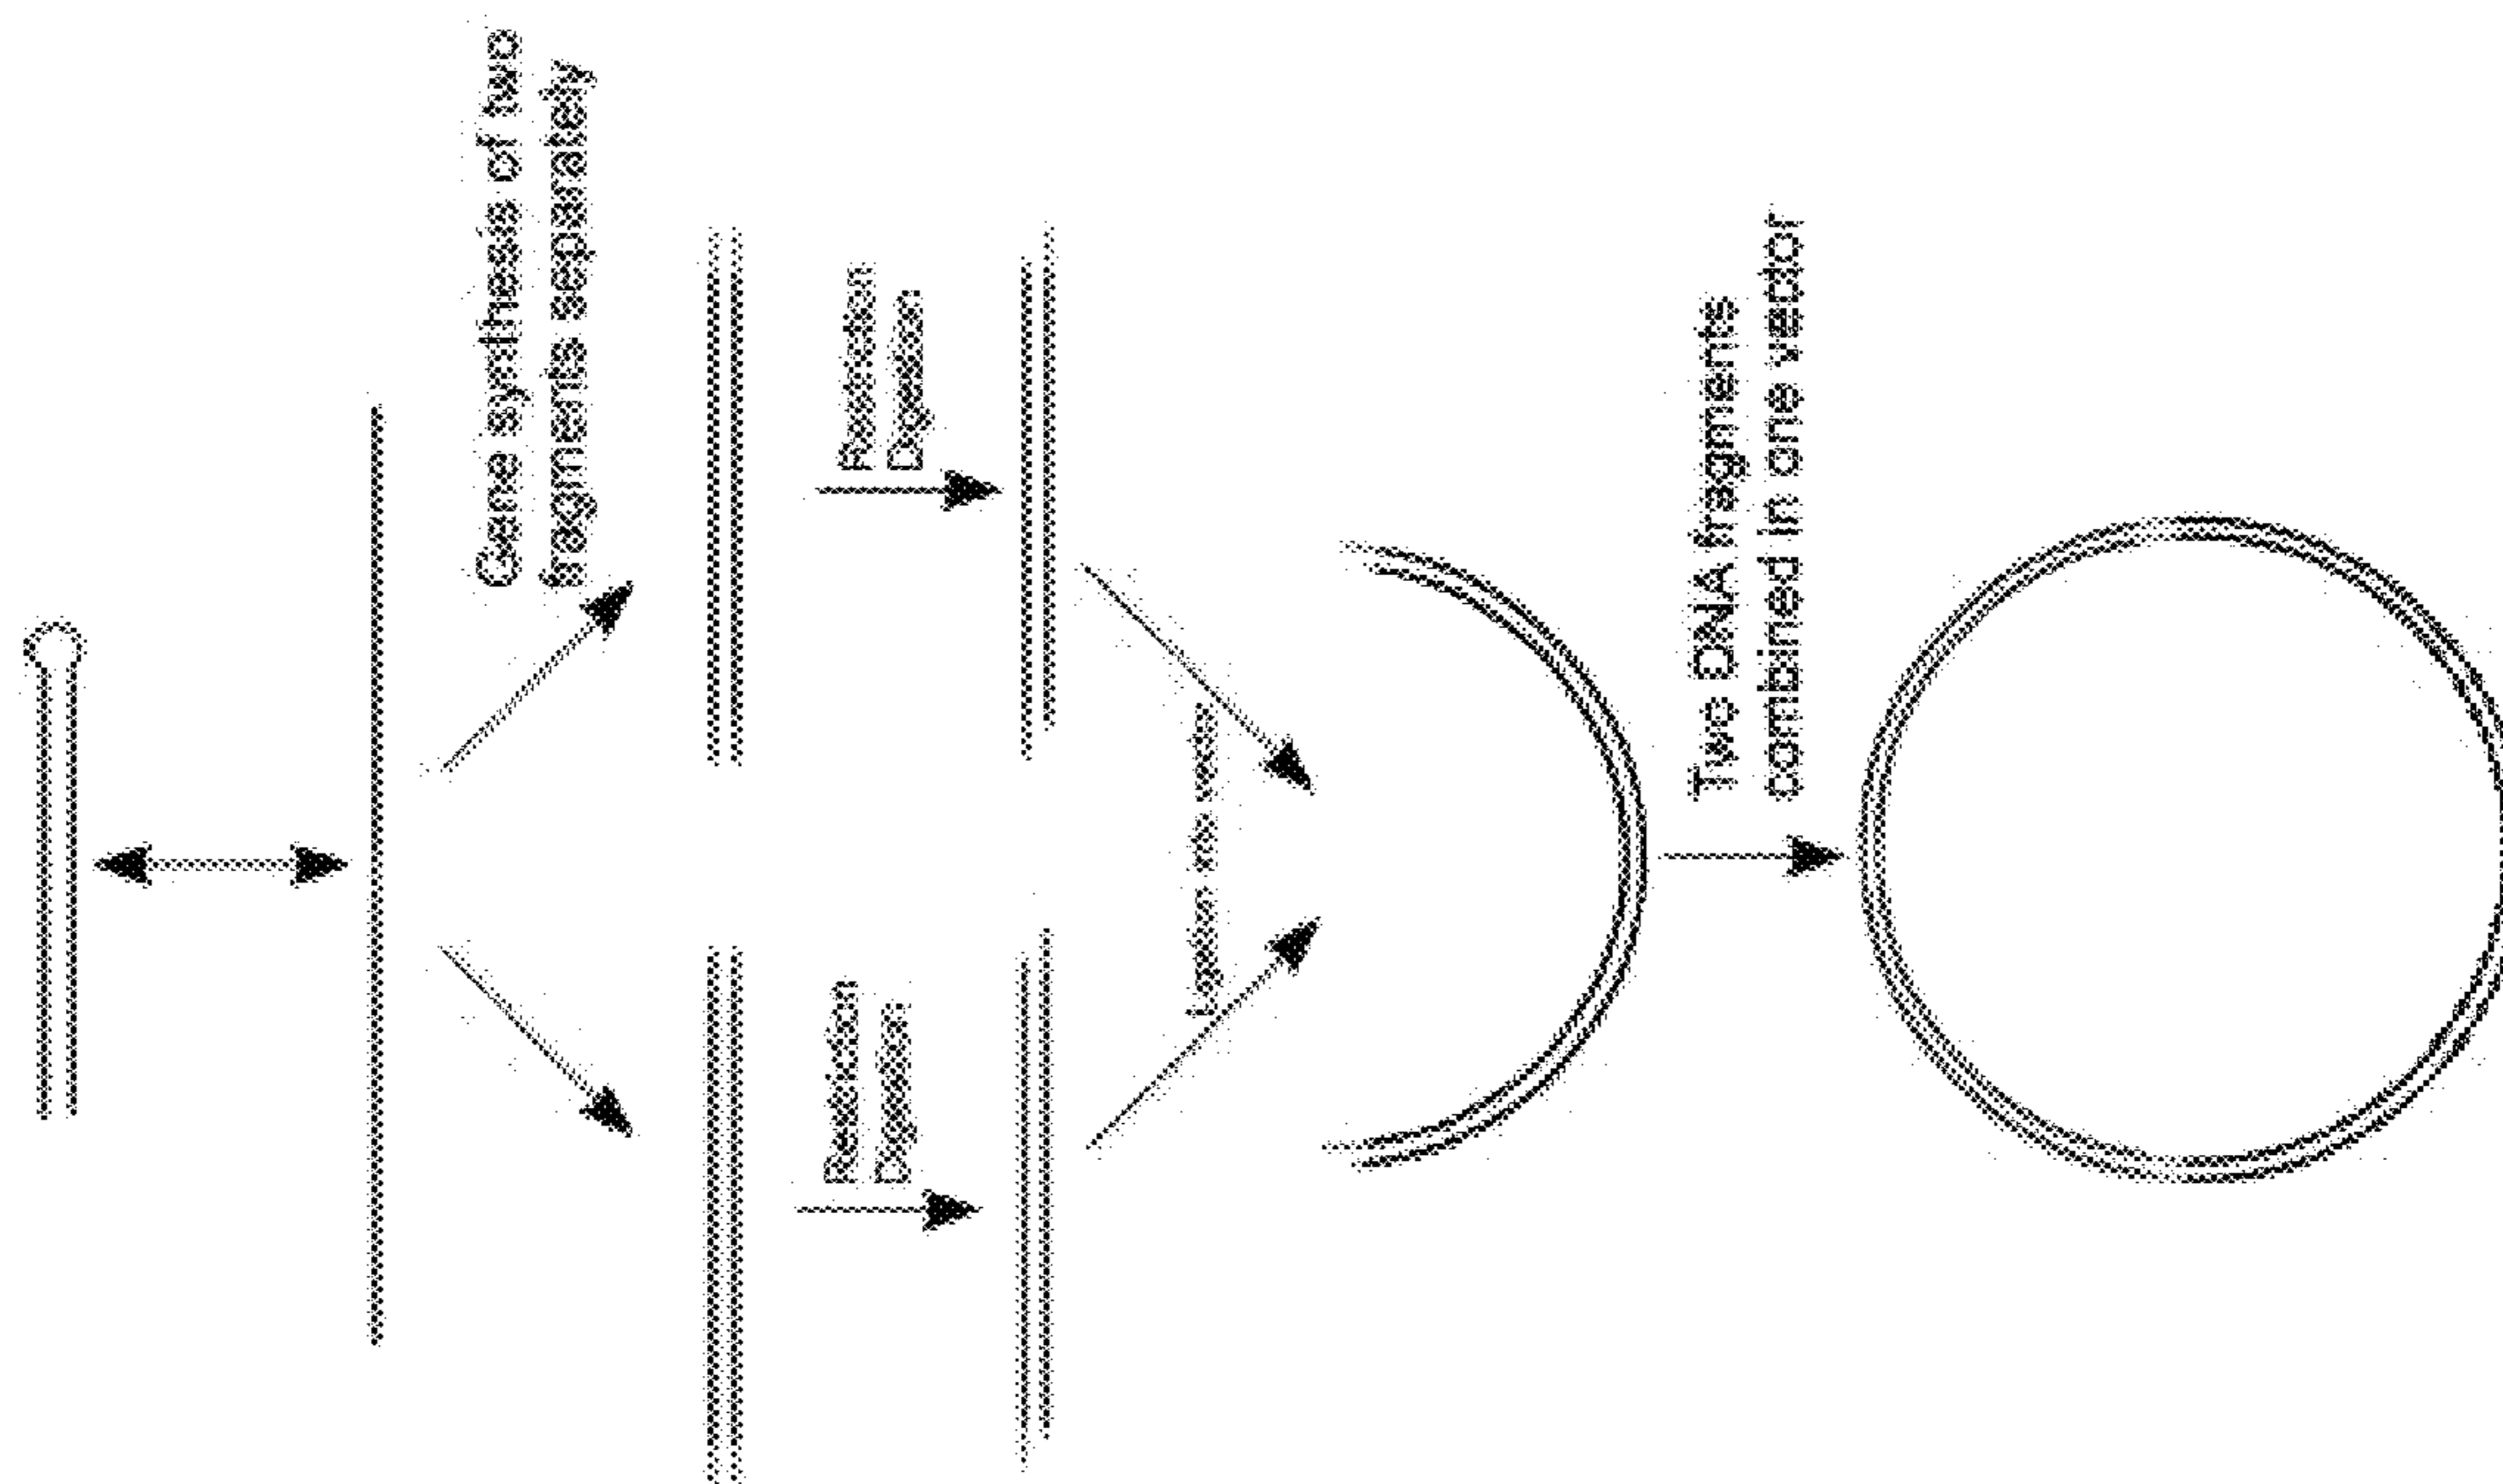 Gene synthesis of two
fragments separately
Two DNA fragments
combined in one vector